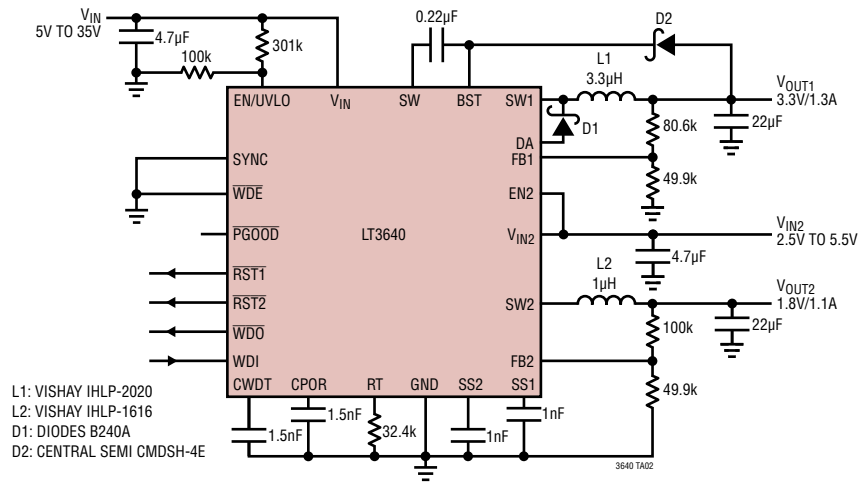 VIN
5V TO 35V
4.7µF
100k
301k
0.22µF
D2
L1
3.3µH
VOUT1
3.3V/1.3A
22µF
EN/UVLO
VIN
SW
BST
SW1
D1
DA
80.6k
FB1
49.9k
SYNC
WDE
EN2
PGOOD
LT3640
VIN2
VIN2
2.5V TO 5.5V
4.7µF
RST1
L2
1µH
RST2
SW2
VOUT2
1.8V/1.1A
WDO
100k
22µF
WDI
FB2
CWDT
CPOR
RT
GND
SS2
SS1
49.9k
1.5nF
1.5nF
32.4k
1nF
1nF
L1: VISHAY IHLP-2020
L2: VISHAY IHLP-1616
D1: DIODES B240A
D2: CENTRAL SEMI CMDSH-4E
3640 TA02